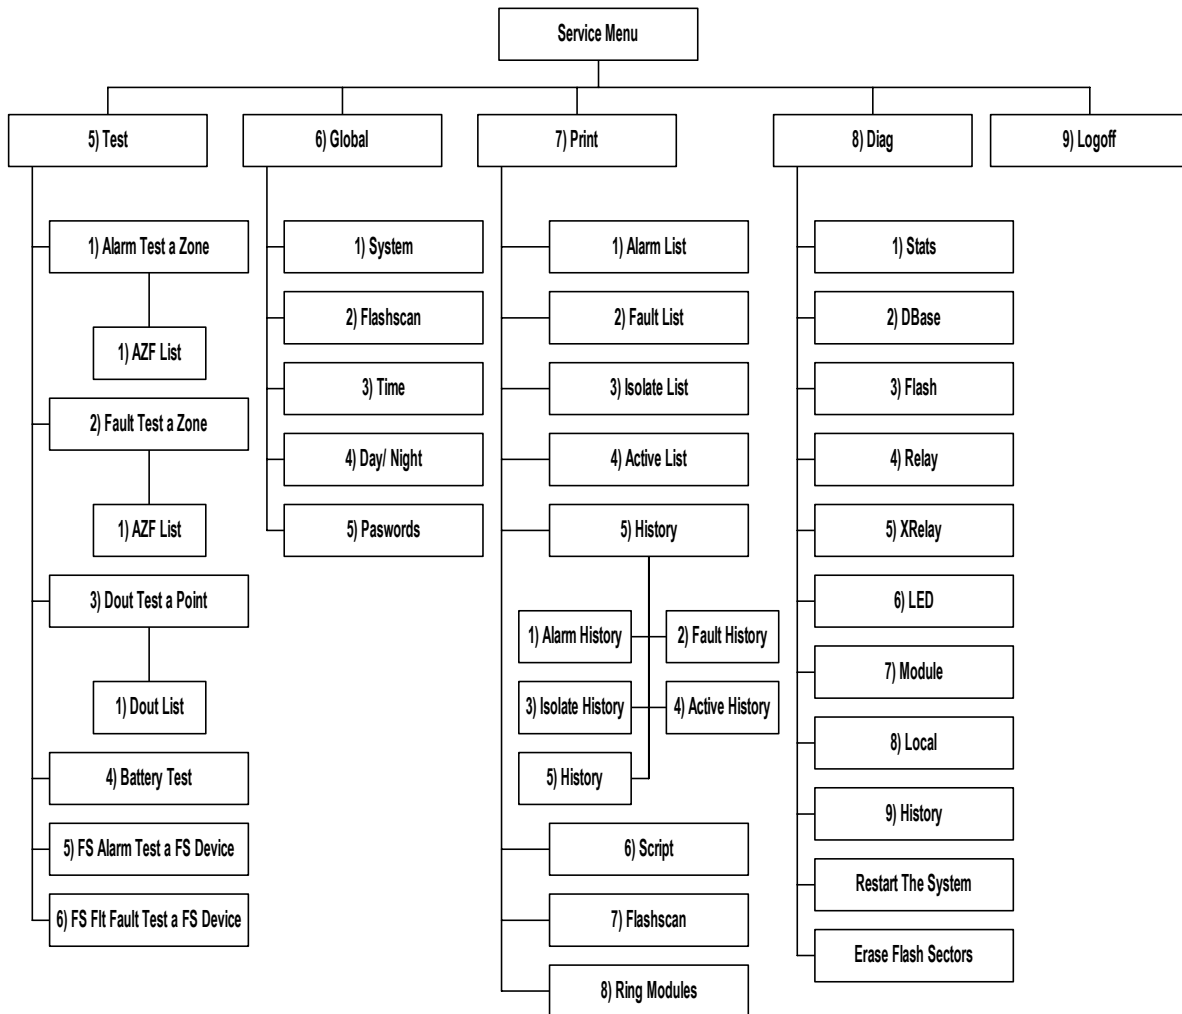 Service Menu
5) Test
6) Global
7) Print
8) Diag
9) Logoff
1) Alarm Test a Zone
1) AZF List
2) Fault Test a Zone
1) AZF List
3) Dout Test a Point
1) Dout List
4) Battery Test
5) FS Alarm Test a FS Device
6) FS Flt Fault Test a FS Device
1) System
2) Flashscan
3) Time
4) Day/ Night
5) Paswords
1) Alarm List
2) Fault List
3) Isolate List
4) Active List
5) History
1) Alarm History
2) Fault History
3) Isolate History
4) Active History
5) History
6) Script
7) Flashscan
8) Ring Modules
1) Stats
2) DBase
3) Flash
4) Relay
5) XRelay
6) LED
7) Module
8) Local
9) History
Restart The System
Erase Flash Sectors